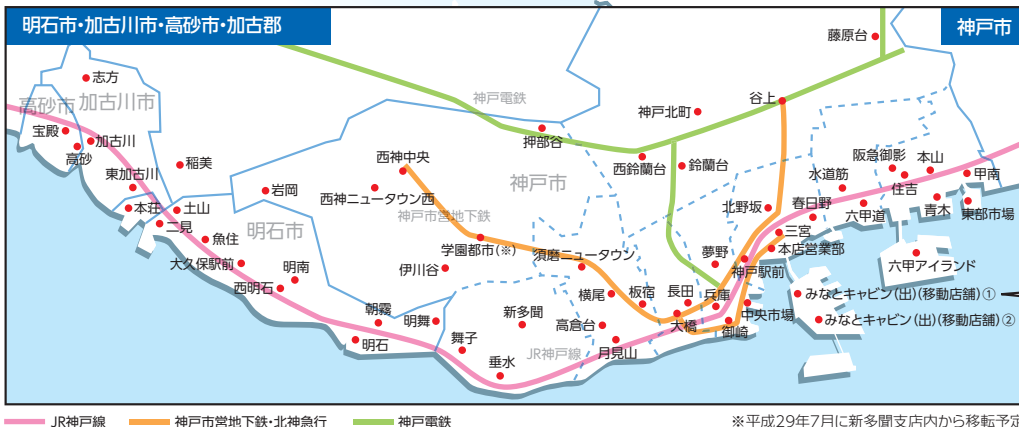 明石市・加古川市・高砂市・加古郡
神戸市
藤原台
志方
高砂市
加古川市
神戸電鉄
谷上
神戸北町
宝殿
加古川
高砂
押部谷
稲美
西神中央
西鈴蘭台
鈴蘭台
阪急御影
本山
東加古川
神戸市
水道筋
住吉
甲南
岩岡
西神ニュータウン西
北野坂
春日野
六甲道
青木
東部市場
本荘
土山
神戸市営地下鉄
二見
明石市
三宮
魚住
学園都市(※)
須磨ニュータウン
夢野
本店営業部
大久保駅前
伊川谷
神戸駅前
六甲アイランド
明南
西明石
横尾
板宿
長田
兵庫
みなとキャビン(出)(移動店舗)①
朝霧
明舞
新多聞
高倉台
大橋
御崎
中央市場
みなとキャビン(出)(移動店舗)②
明石
舞子
月見山
JR神戸線
垂水
JR神戸線
神戸市営地下鉄・北神急行
神戸電鉄
※平成29年7月に新多聞支店内から移転予定